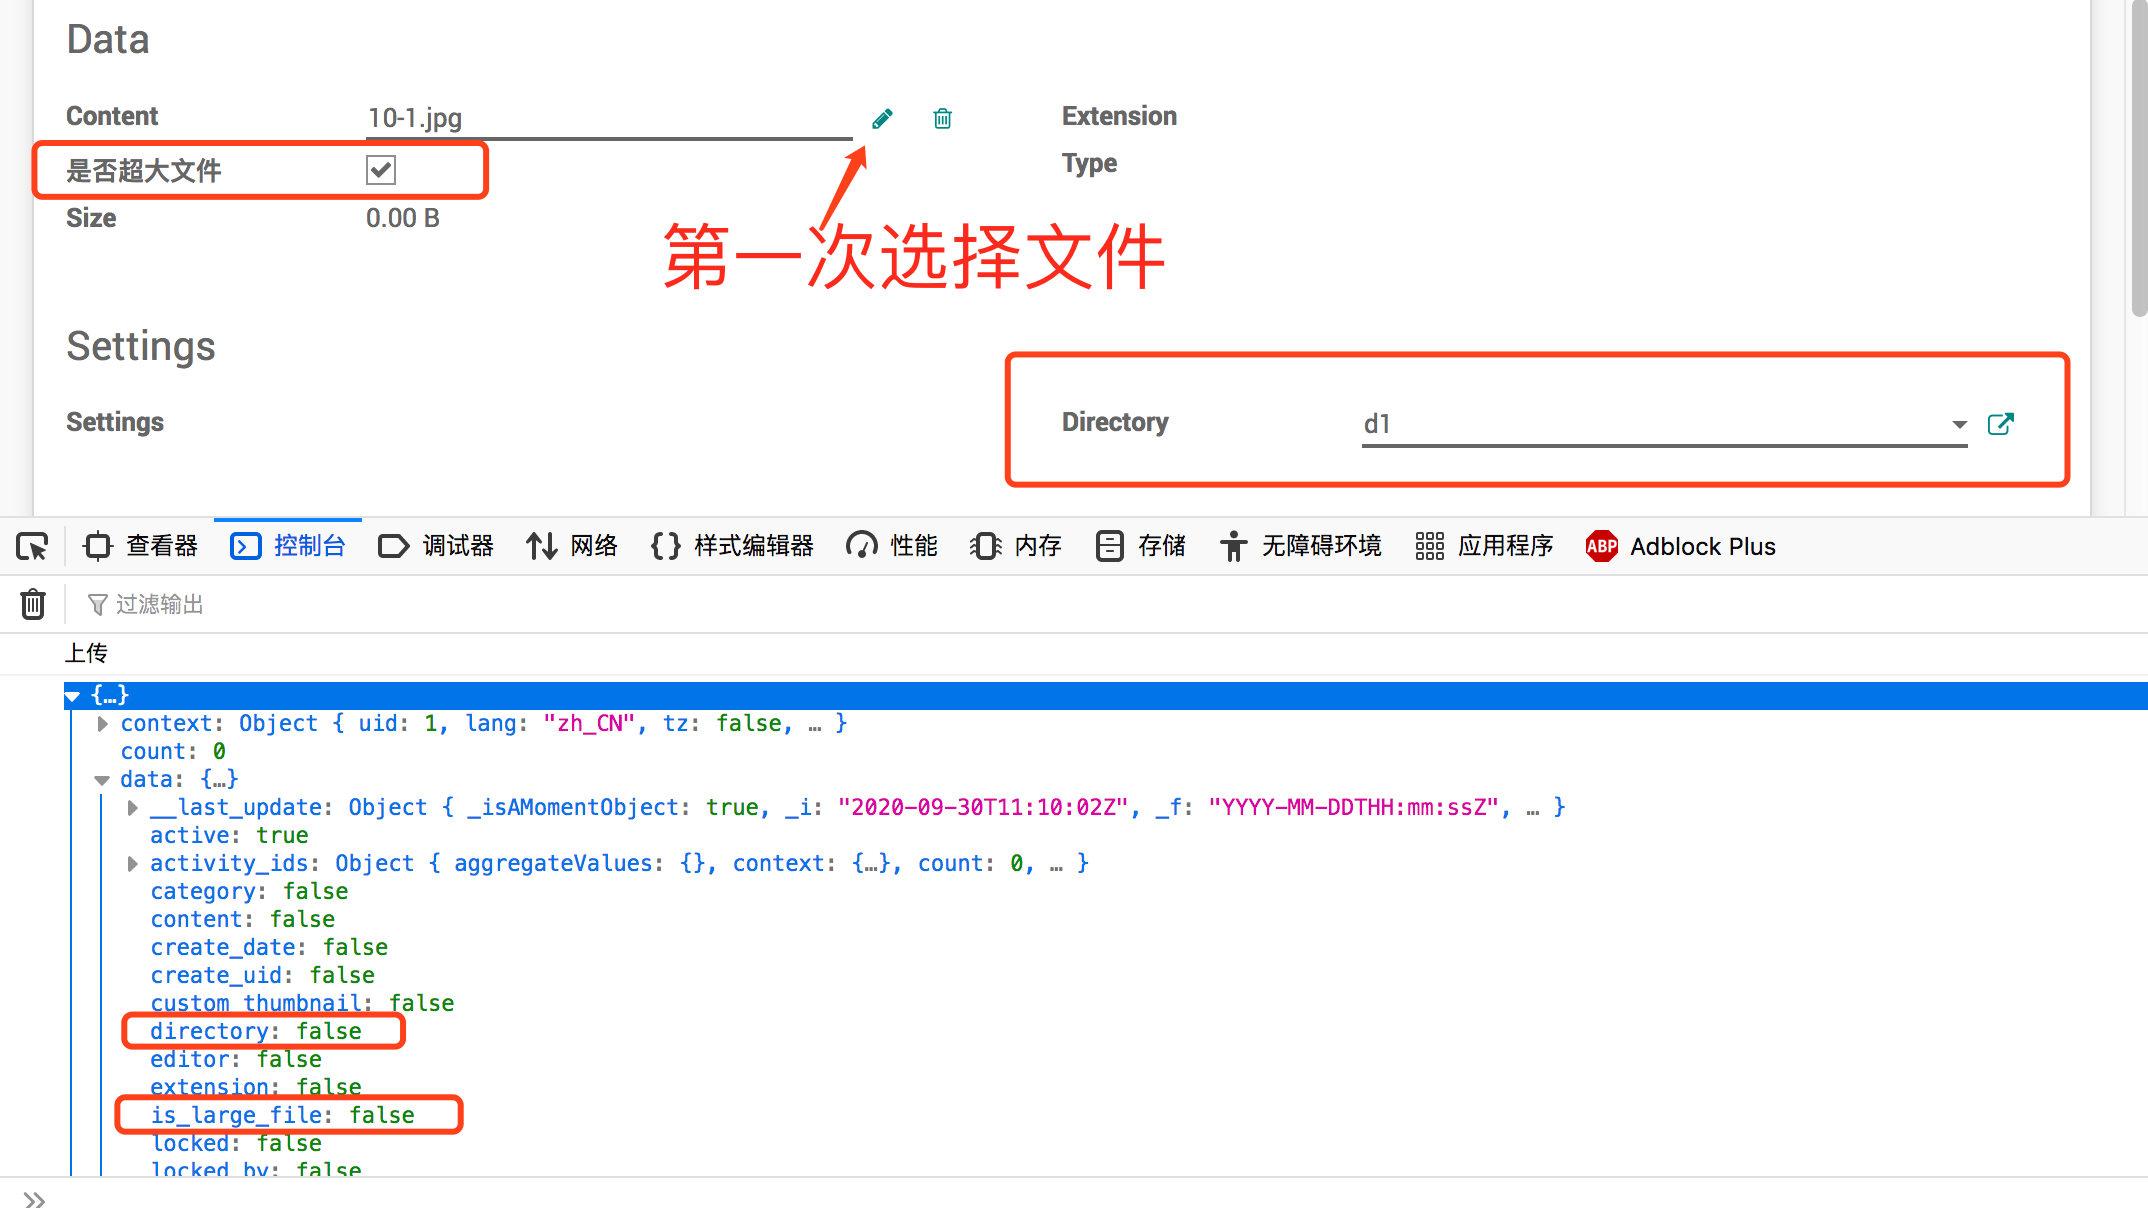 Data
Content 10-1.jpg Extension
是否超大文件 Type
Size 0.00 B
第一次选择文件
Settings
Settings Directory d1
查看器 控制台 调试器 网络 样式编辑器 性能 内存 存储 无障碍环境 应用程序 ABP Adblock Plus
过滤输出
上传
{…}
context: Object { uid: 1, lang: "zh_CN", tz: false, … }
count: 0
data: {…}
__last_update: Object { _isAMomentObject: true, _i: "2020-09-30T11:10:02Z", _f: "YYYY-MM-DDTHH:mm:ssZ", … }
active: true
activity_ids: Object { aggregateValues: {}, context: {…}, count: 0, … }
category: false
content: false
create_date: false
create_uid: false
custom_thumbnail: false
directory: false
editor: false
extension: false
is_large_file: false
locked: false
locked_by: false